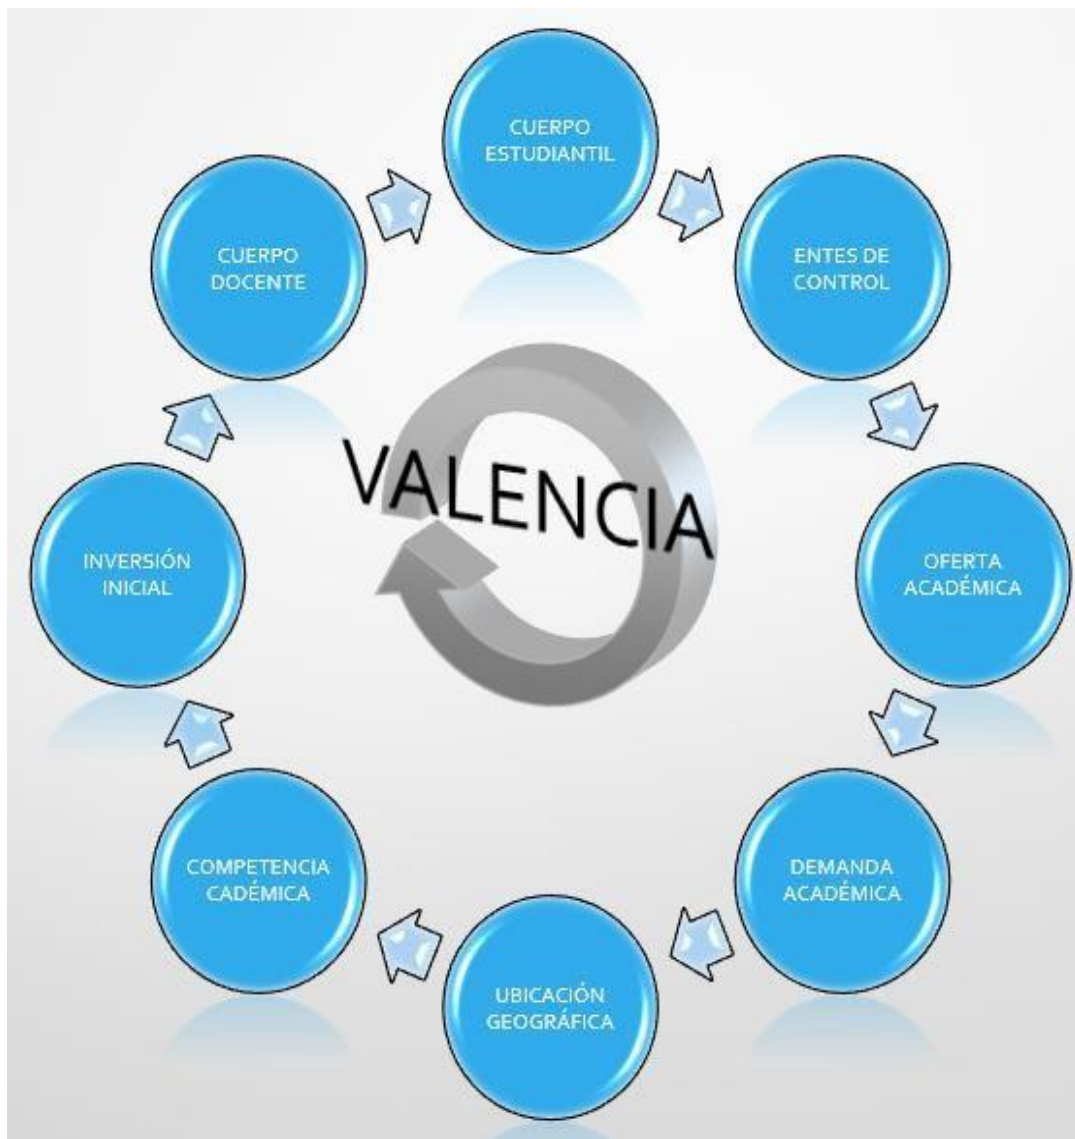 CUERPO
ESTUDIANTIL
ENTES DE
CONTROL
OFERTA
ACADÉMICA
DEMANDA
ACADÉMICA
UBICACIÓN
GEOGRÁFICA
COMPETENCIA
CADÉMICA
INVERSIÓN
INICIAL
CUERPO
DOCENTE
VALENCIA